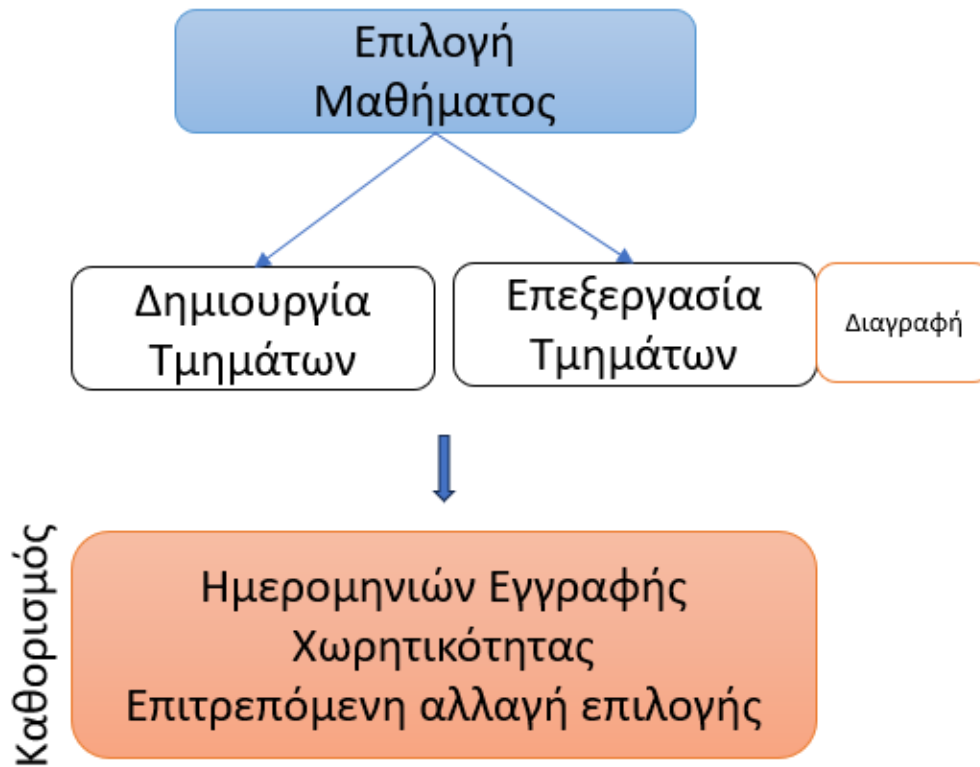 Επιλογή
Μαθήματος
Δημιουργία
Τμημάτων
Επεξεργασία
Τμημάτων
Διαγραφή
Καθορισμός
Ημερομηνιών Εγγραφής
Χωρητικότητας
Επιτρεπόμενη αλλαγή επιλογής